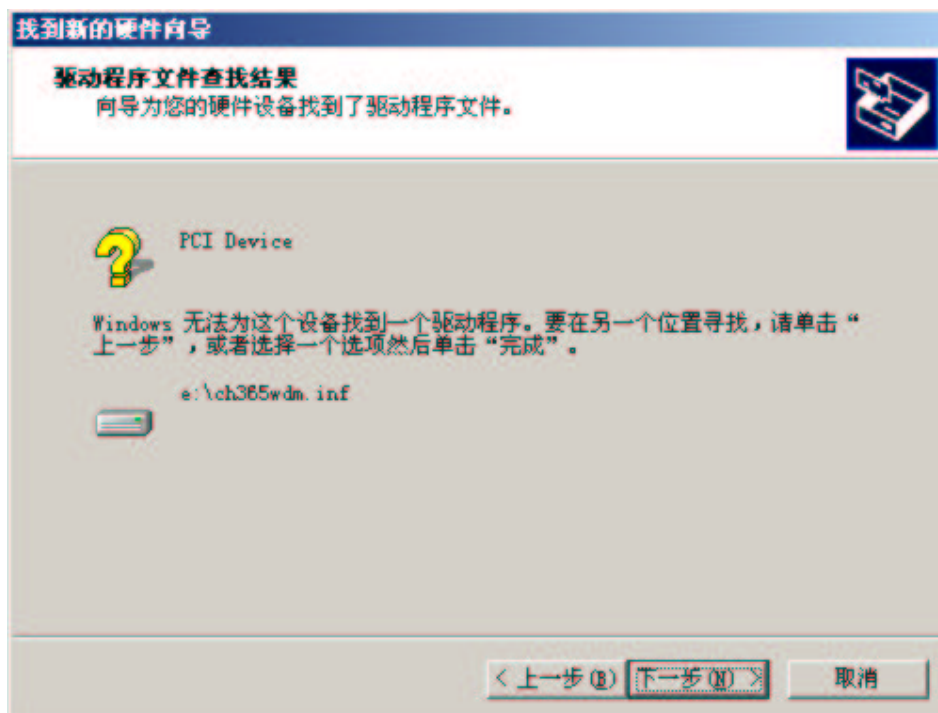 找到新的硬件向导
驱动程序文件查找结果
向导为您的硬件设备找到了驱动程序文件。
PCI Device
Windows 无法为这个设备找到一个驱动程序。要在另一个位置寻找，请单击“
上一步”，或者选择一个选项然后单击“完成”。
e:\ch365wdm.inf
< 上一步(B)
下一步(N) >
取消